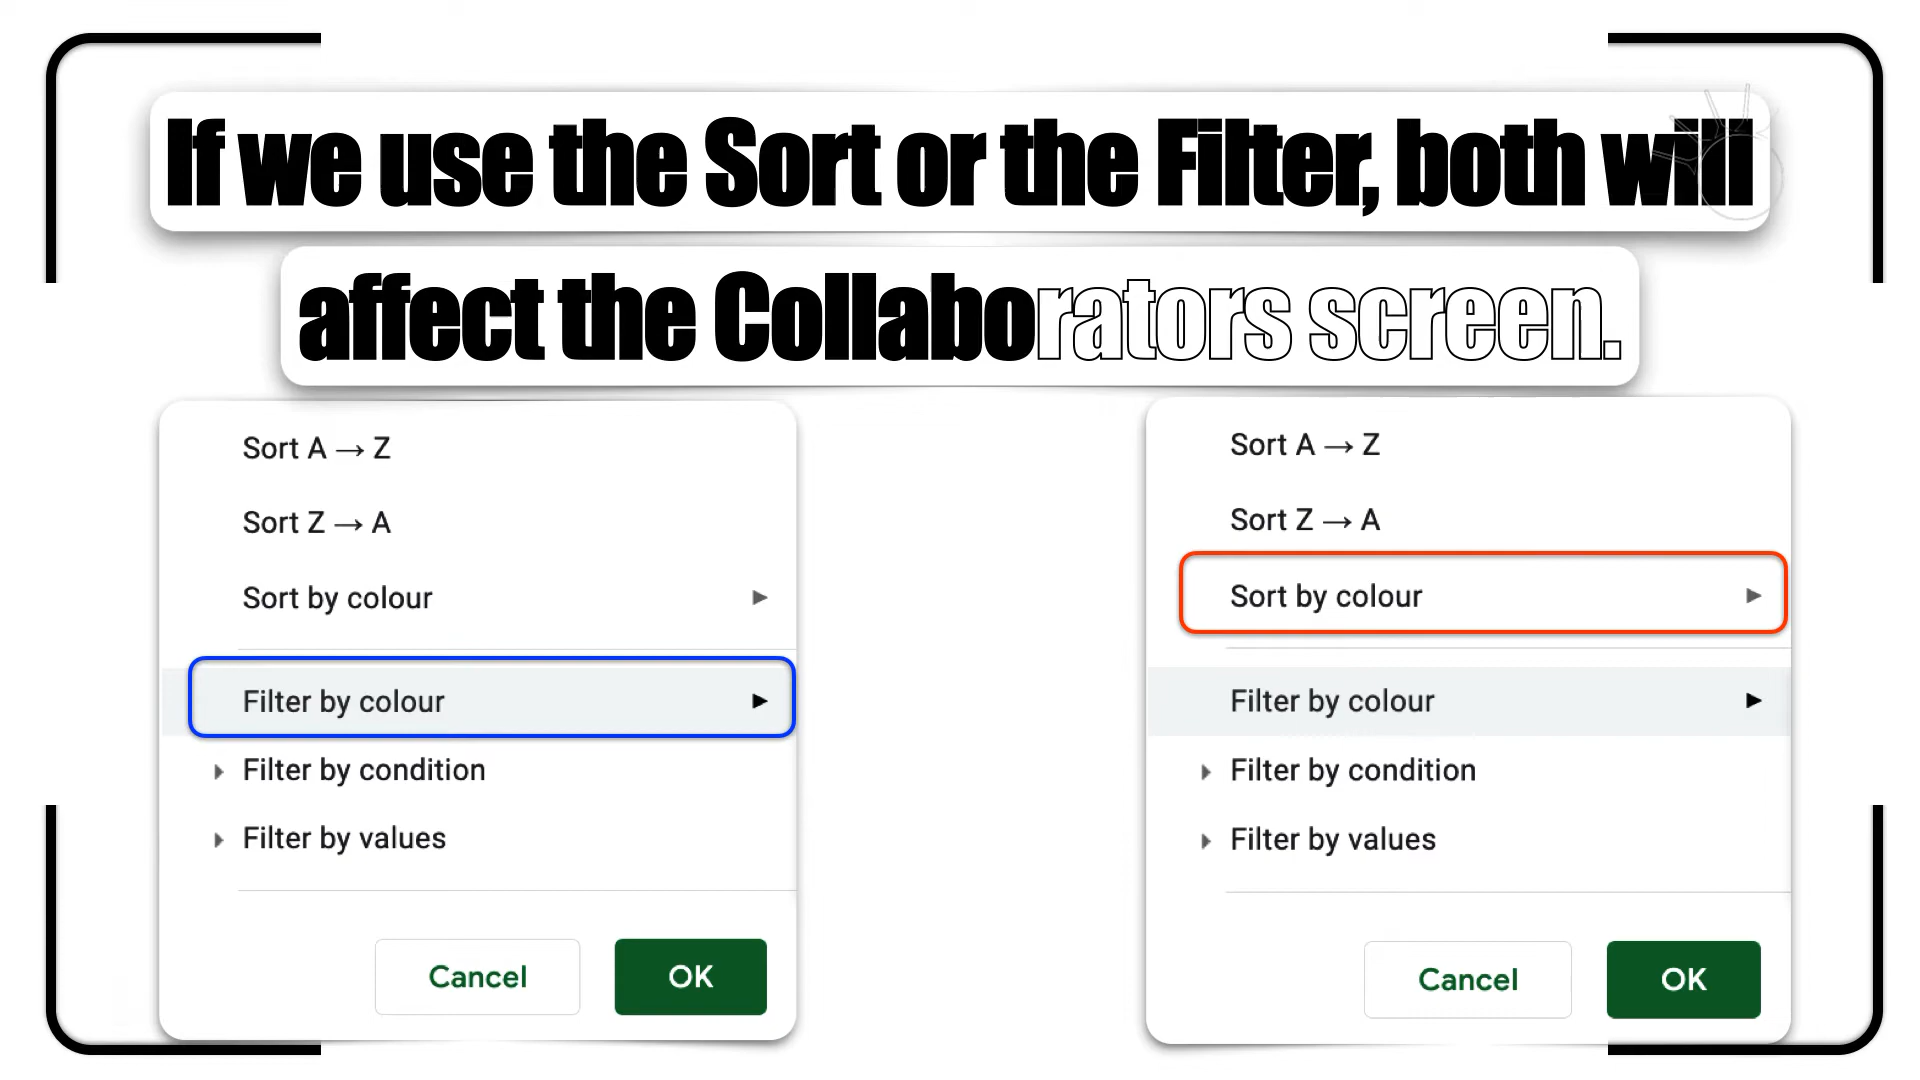 If we use the Sort or the Filter, both will
affect the Collaborators screen.
Sort A → Z
Sort Z → A
Sort by colour
Filter by colour
Filter by condition
Filter by values
Cancel OK
Sort A → Z
Sort Z → A
Sort by colour
Filter by colour
Filter by condition
Filter by values
Cancel OK